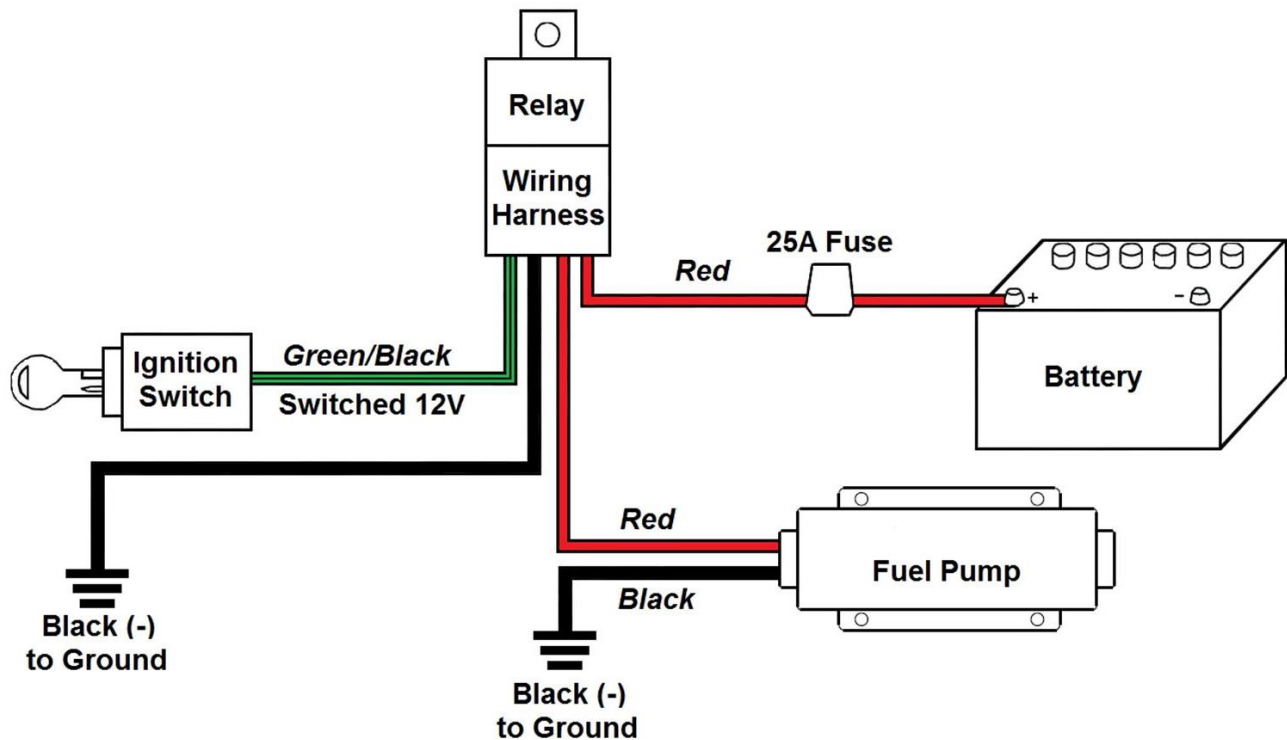 Relay
Wiring
Harness
25A Fuse
Red
+
-
Battery
Ignition
Switch
Green/Black
Switched 12V
Red
Fuel Pump
Black
Black (-)
to Ground
Black (-)
to Ground